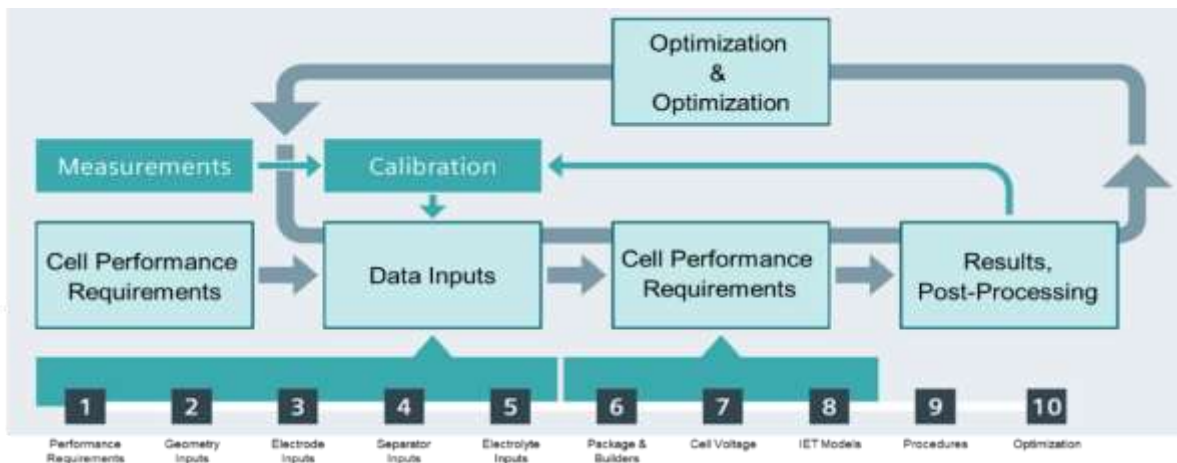 Optimization
&
Optimization
Measurements
Calibration
Cell Performance
Requirements
Data Inputs
Cell Performance
Requirements
Results,
Post-Processing
1
2
3
4
5
6
7
8
9
10
Performance
Requirements
Geometry
Inputs
Electrode
Inputs
Separator
Inputs
Electrolyte
Inputs
Package &
Builders
Cell Voltage
IET Models
Procedures
Optimization